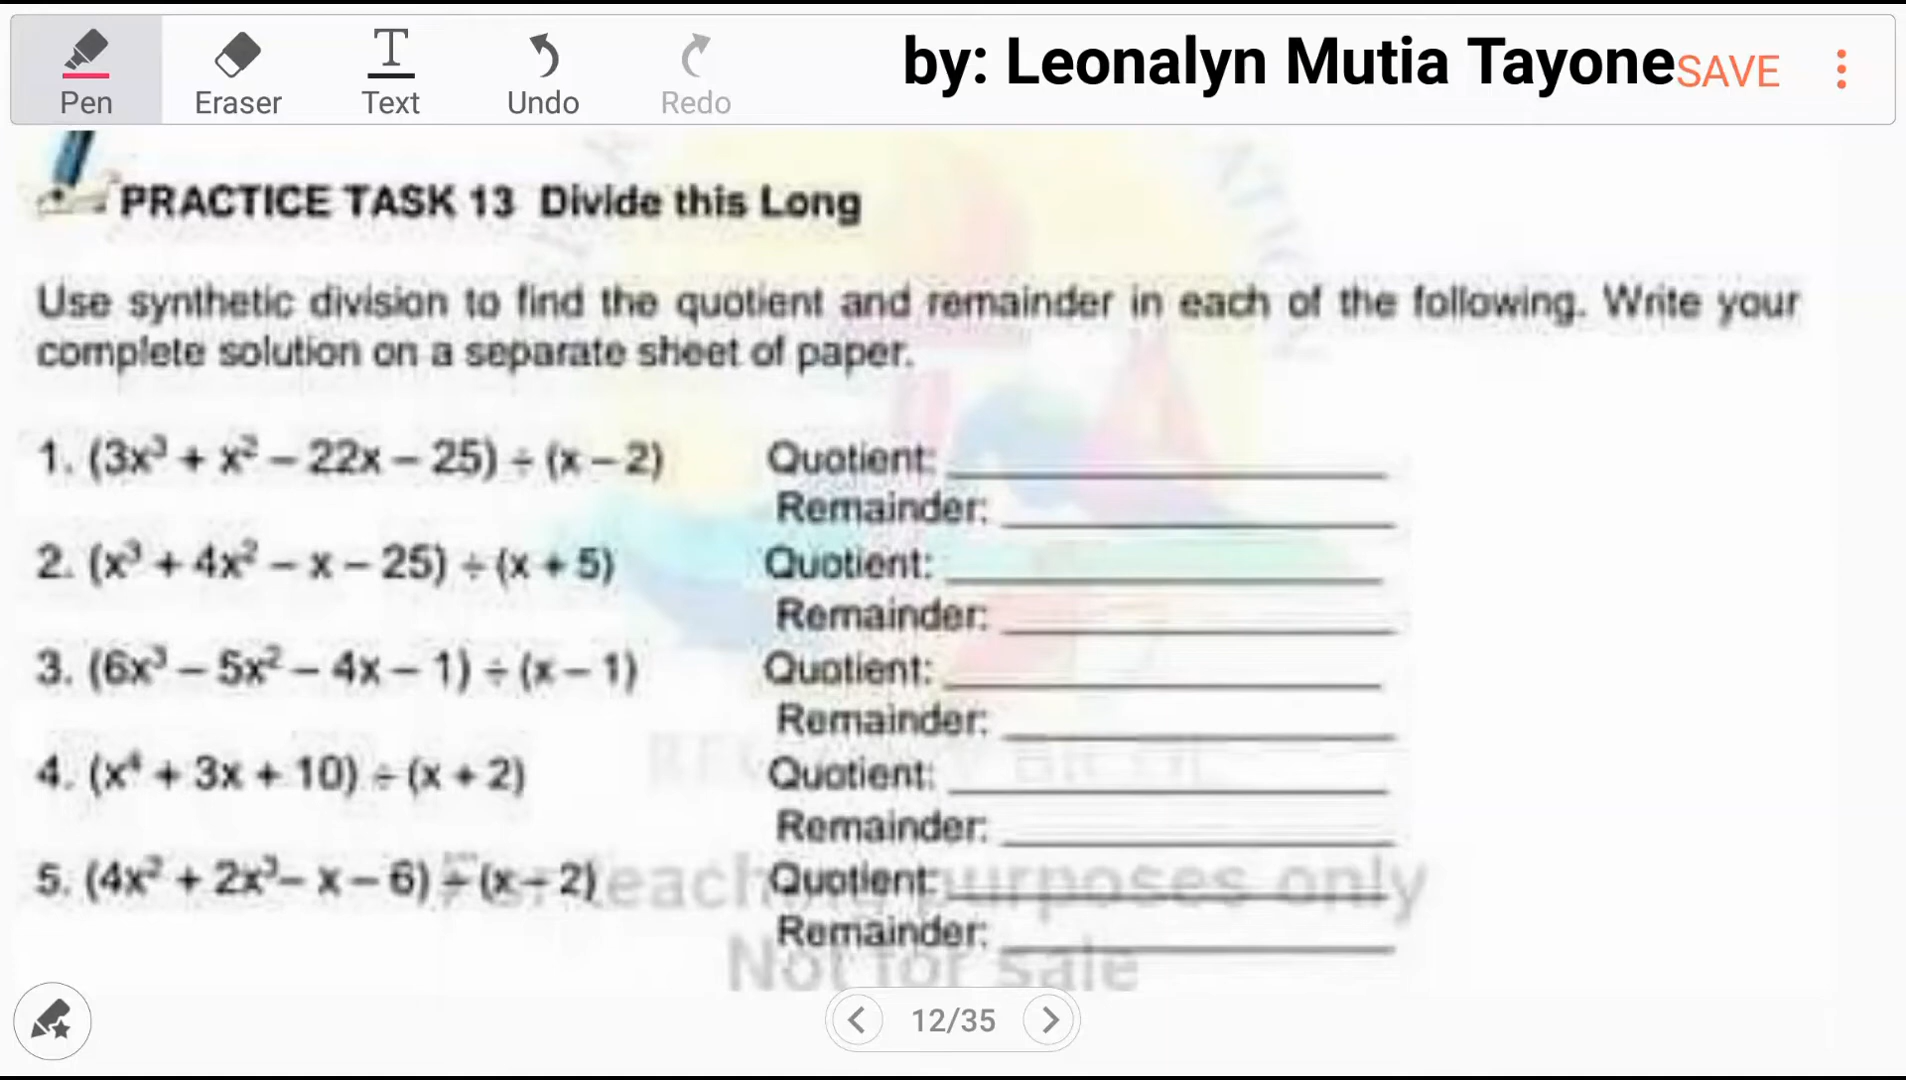 Pen
Eraser
Text
Undo
Redo
by: Leonalyn Mutia Tayone
SAVE
PRACTICE TASK 13 Divide this Long
Use synthetic division to find the quotient and remainder in each of the following. Write your
complete solution on a separate sheet of paper.
1. (3x³ + x² – 22x – 25) ÷ (x – 2) Quotient:
Remainder:
2. (x³ + 4x² – x – 25) ÷ (x + 5) Quotient:
Remainder:
3. (6x³ – 5x² – 4x – 1) ÷ (x – 1) Quotient:
Remainder:
4. (x⁴ + 3x + 10) ÷ (x + 2) Quotient:
Remainder:
5. (4x² + 2x³– x – 6) ÷ (x – 2) Quotient:
Remainder:
purposes only
Not for sale
12/35